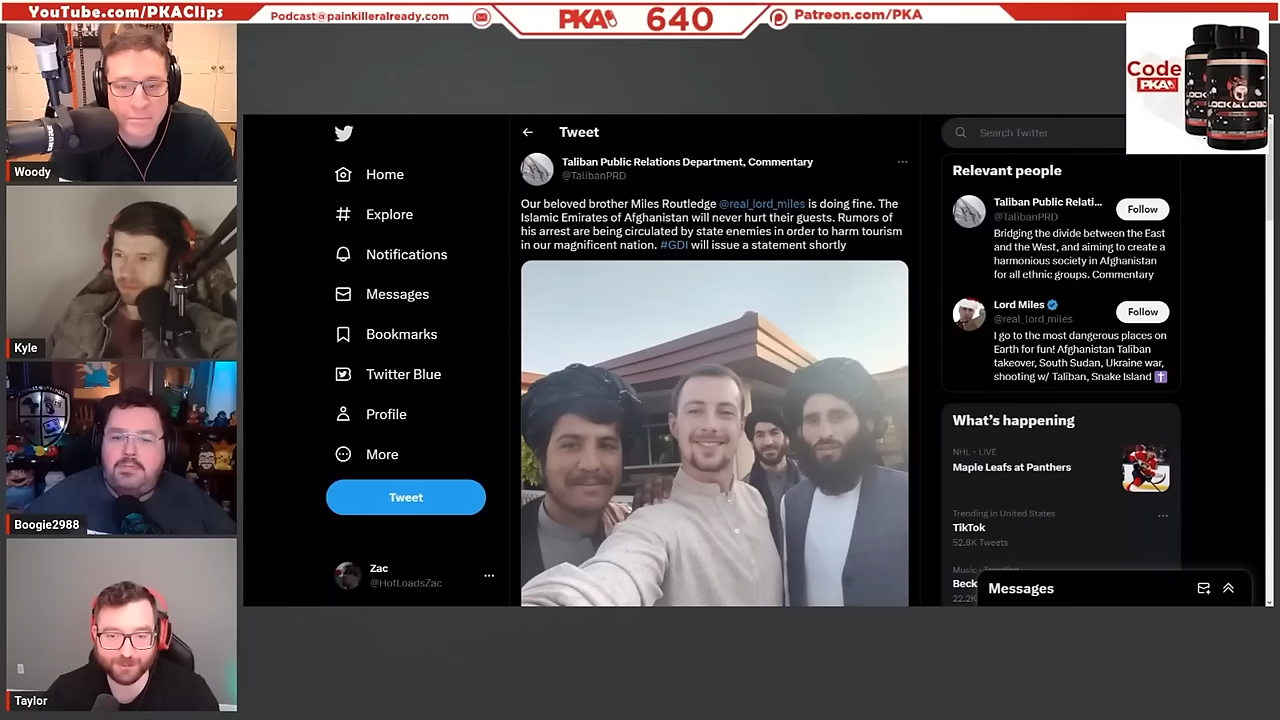 YouTube.com/PKAClips
Podcast@painkilleralready.com
PKA 640
Patreon.com/PKA
Code
PKA
LOCK & LOAD
Woody
Kyle
Boogie2988
Taylor
Home
Explore
Notifications
Messages
Bookmarks
Twitter Blue
Profile
More
Tweet
Zac
@HotLoadsZac
Tweet
Taliban Public Relations Department, Commentary
@TalibanPRD
Our beloved brother Miles Routledge @real_lord_miles is doing fine. The
Islamic Emirates of Afghanistan will never hurt their guests. Rumors of
his arrest are being circulated by state enemies in order to harm tourism
in our magnificent nation. #GDI will issue a statement shortly
Search Twitter
Relevant people
Taliban Public Relati...
@TalibanPRD
Follow
Bridging the divide between the East
and the West, and aiming to create a
harmonious society in Afghanistan
for all ethnic groups. Commentary
Lord Miles
@real_lord_miles
Follow
I go to the most dangerous places on
Earth for fun! Afghanistan Taliban
takeover, South Sudan, Ukraine war,
shooting w/ Taliban, Snake Island
What's happening
NHL · LIVE
Maple Leafs at Panthers
Trending in United States
TikTok
52.8K Tweets
Music · Trending
Beck
22.2K
Messages